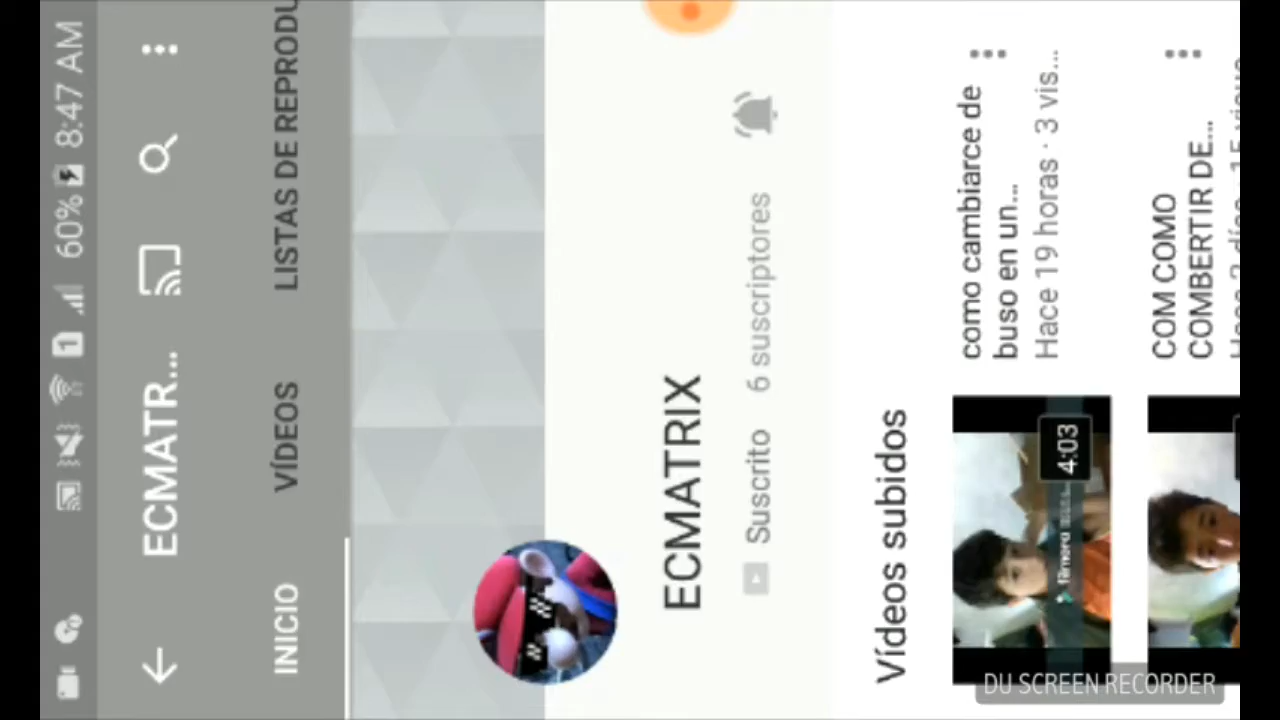 60% 8:47 AM
ECMATR...
INICIO VÍDEOS LISTAS DE REPRODU
ECMATRIX
Suscrito 6 suscriptores
Vídeos subidos
como cambiarce de
buso en un...
Hace 19 horas · 3 vis...
4:03
filmora
COM COMO
COMBERTIR DE...
DU SCREEN RECORDER